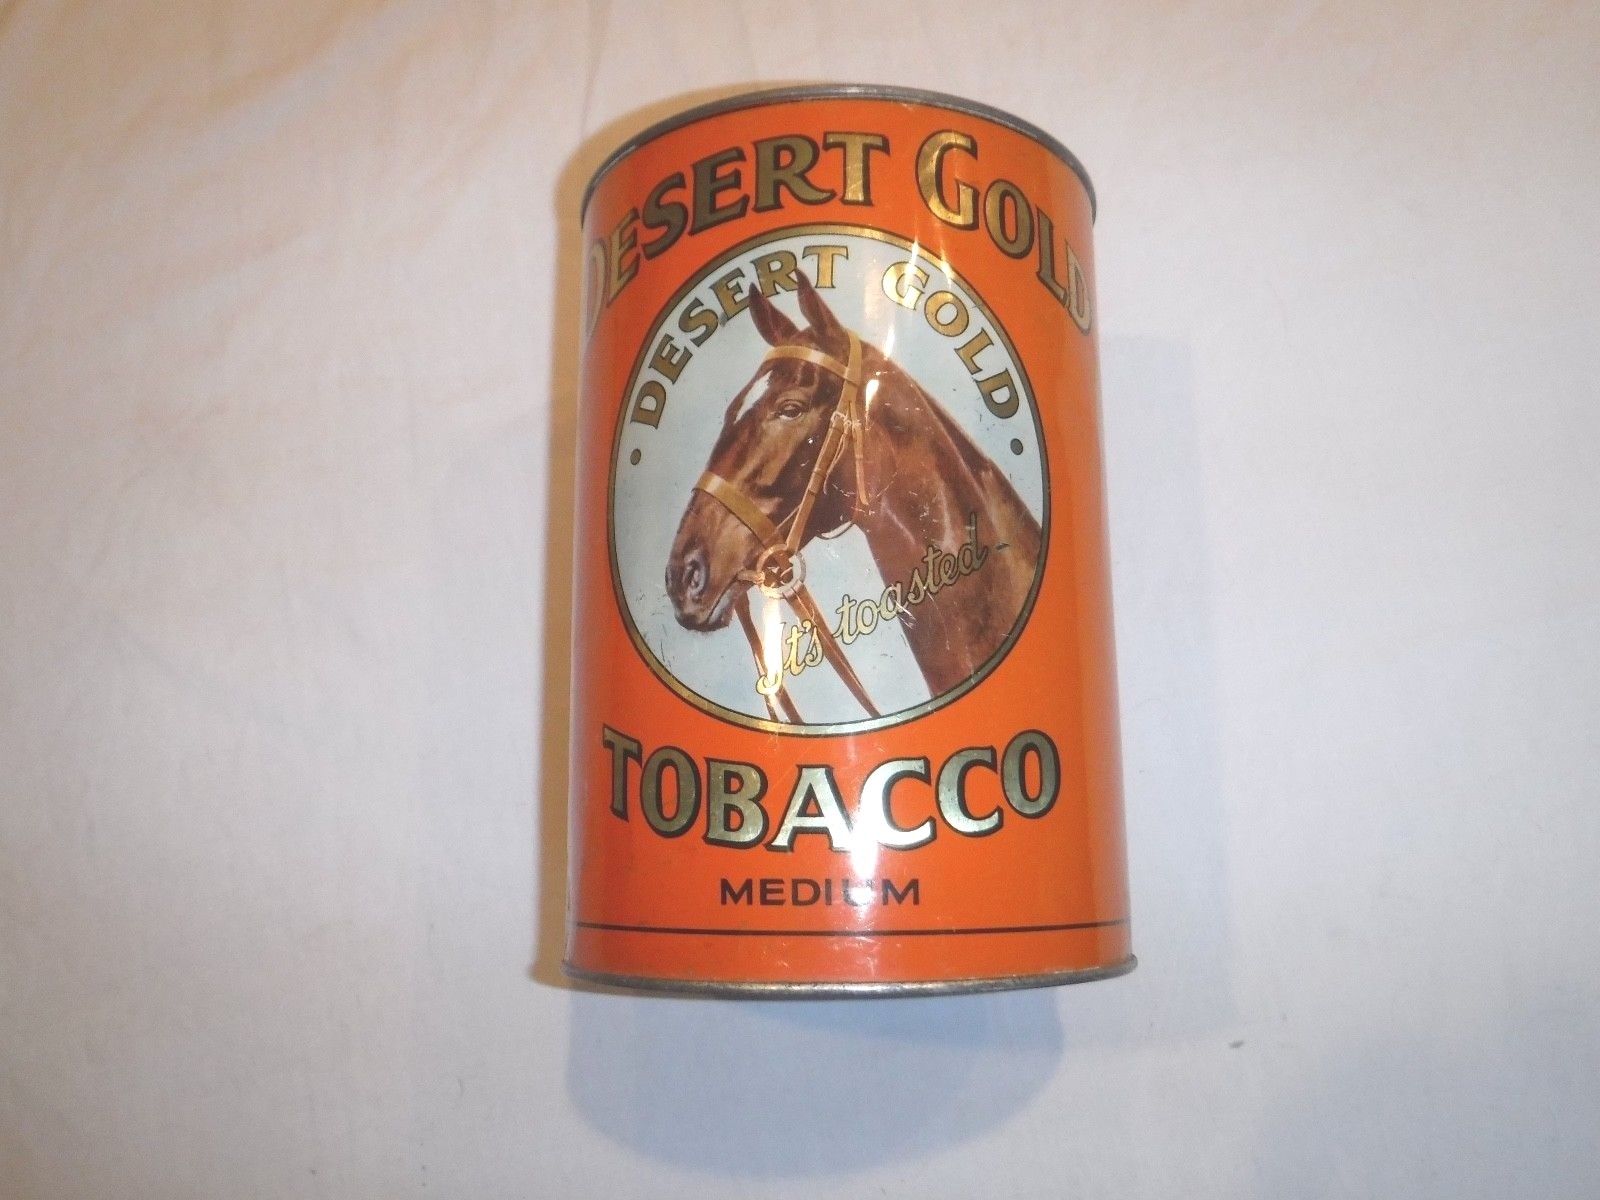 DESERT GOLD
• DESERT GOLD •
It's toasted-
TOBACCO
MEDIUM